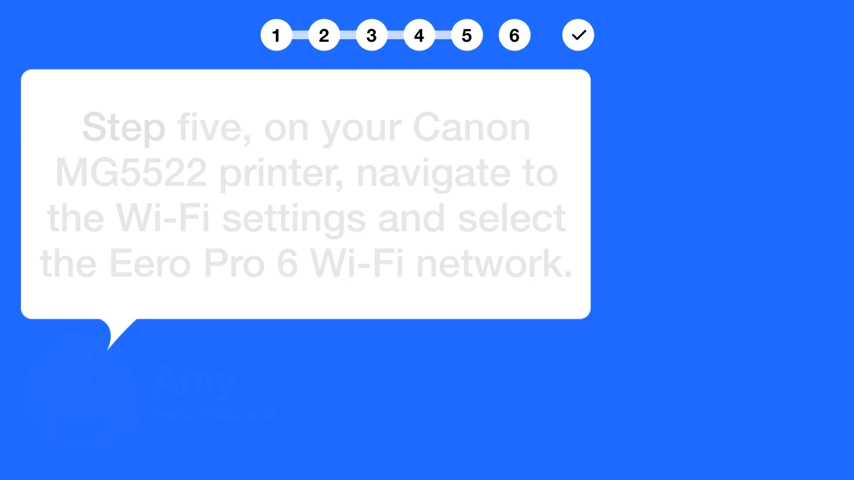 1 2 3 4 5 6
Step five, on your Canon
MG5522 printer, navigate to
the Wi-Fi settings and select
the Eero Pro 6 Wi-Fi network.
Amy